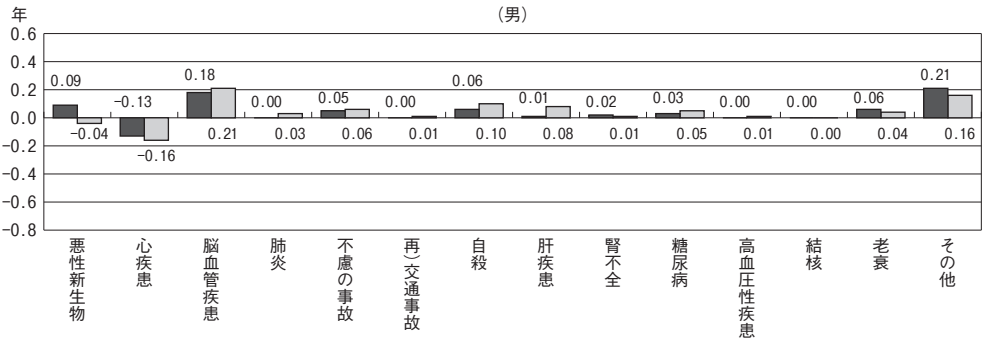 年
(男)
0.6
0.4
0.2
0.0
-0.2
-0.4
-0.6
-0.8
0.09
-0.04
-0.13
-0.16
0.18
0.21
0.00
0.03
0.05
0.06
0.00
0.01
0.06
0.10
0.01
0.08
0.02
0.01
0.03
0.05
0.00
0.01
0.00
0.00
0.06
0.04
0.21
0.16
悪性新生物
心疾患
脳血管疾患
肺炎
不慮の事故
再)交通事故
自殺
肝疾患
腎不全
糖尿病
高血圧性疾患
結核
老衰
その他